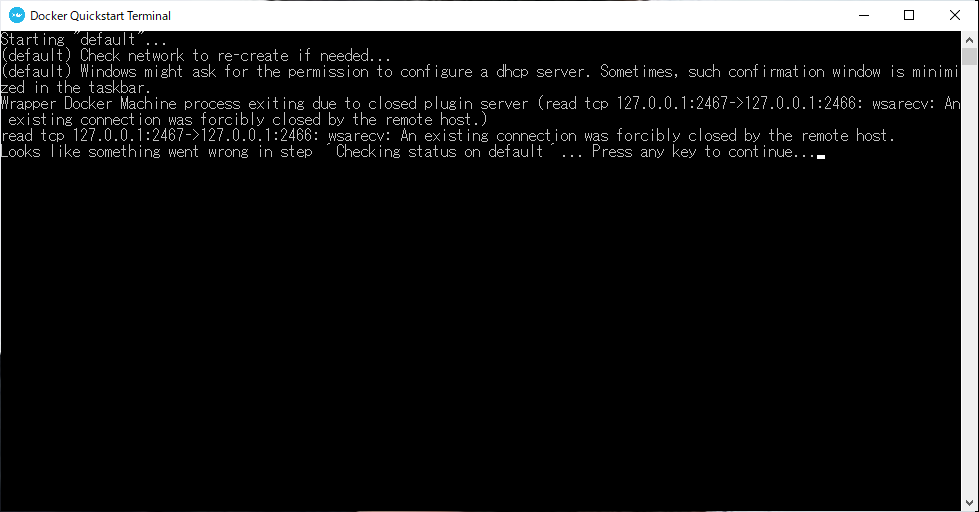 Docker Quickstart Terminal
Starting "default"...
(default) Check network to re-create if needed...
(default) Windows might ask for the permission to configure a dhcp server. Sometimes, such confirmation window is minimi
zed in the taskbar.
Wrapper Docker Machine process exiting due to closed plugin server (read tcp 127.0.0.1:2467->127.0.0.1:2466: wsarecv: An
 existing connection was forcibly closed by the remote host.)
read tcp 127.0.0.1:2467->127.0.0.1:2466: wsarecv: An existing connection was forcibly closed by the remote host.
Looks like something went wrong in step ´Checking status on default´... Press any key to continue...